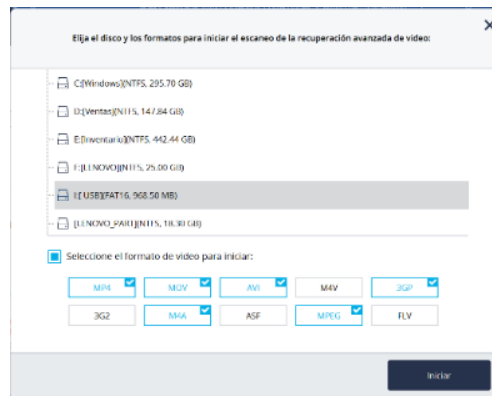 Elija el disco y los formatos para iniciar el escaneo de la recuperación avanzada de video:
C:[Windows](NTFS, 295.70 GB)
D:[Ventas](NTFS, 147.84 GB)
E:[Inventario](NTFS, 442.44 GB)
F:[LENOVO](NTFS, 25.00 GB)
I:[ USB](FAT16, 968.50 MB)
[LENOVO_PART](NTFS, 18.30 GB)
Seleccione el formato de video para iniciar:
MP4 MOV AVI M4V 3GP
3G2 M4A ASF MPEG FLV
Iniciar